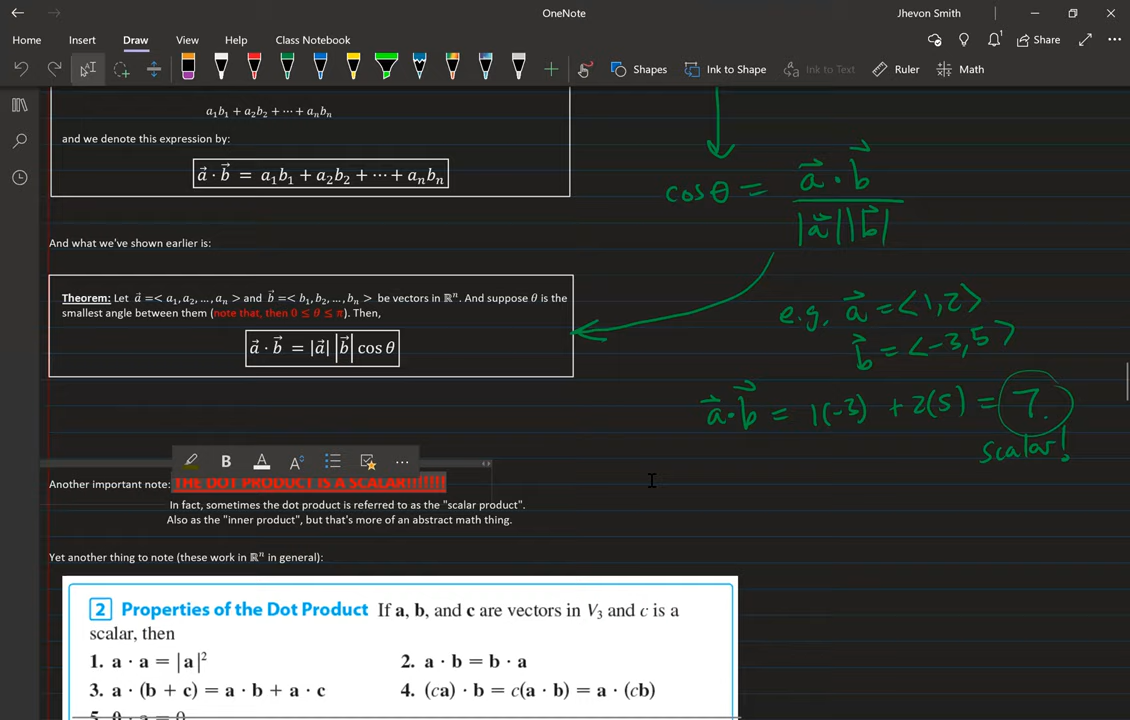 OneNote
Jhevon Smith
Home Insert Draw View Help Class Notebook
Share
Shapes Ink to Shape Ink to Text Ruler Math
a₁b₁ + a₂b₂ + ⋯ + aₙbₙ
and we denote this expression by:
a⃗ · b⃗ = a₁b₁ + a₂b₂ + ⋯ + aₙbₙ
cosθ = a⃗ · b⃗ / |a⃗||b⃗|
And what we've shown earlier is:
Theorem: Let a⃗ =< a₁, a₂, …, aₙ > and b⃗ =< b₁, b₂, …, bₙ > be vectors in ℝⁿ. And suppose θ is the
smallest angle between them (note that, then 0 ≤ θ ≤ π). Then,
a⃗ · b⃗ = |a⃗| |b⃗| cos θ
e.g. a⃗ = <1,2>
b⃗ = <-3,5>
a⃗·b⃗ = 1(-3) + 2(5) = 7.
scalar!
B A A
Another important note: THE DOT PRODUCT IS A SCALAR!!!!!!!
In fact, sometimes the dot product is referred to as the "scalar product".
Also as the "inner product", but that's more of an abstract math thing.
Yet another thing to note (these work in ℝⁿ in general):
2 Properties of the Dot Product If a, b, and c are vectors in V₃ and c is a
scalar, then
1. a · a = |a|² 2. a · b = b · a
3. a · (b + c) = a · b + a · c 4. (ca) · b = c(a · b) = a · (cb)
5. 0 · a = 0